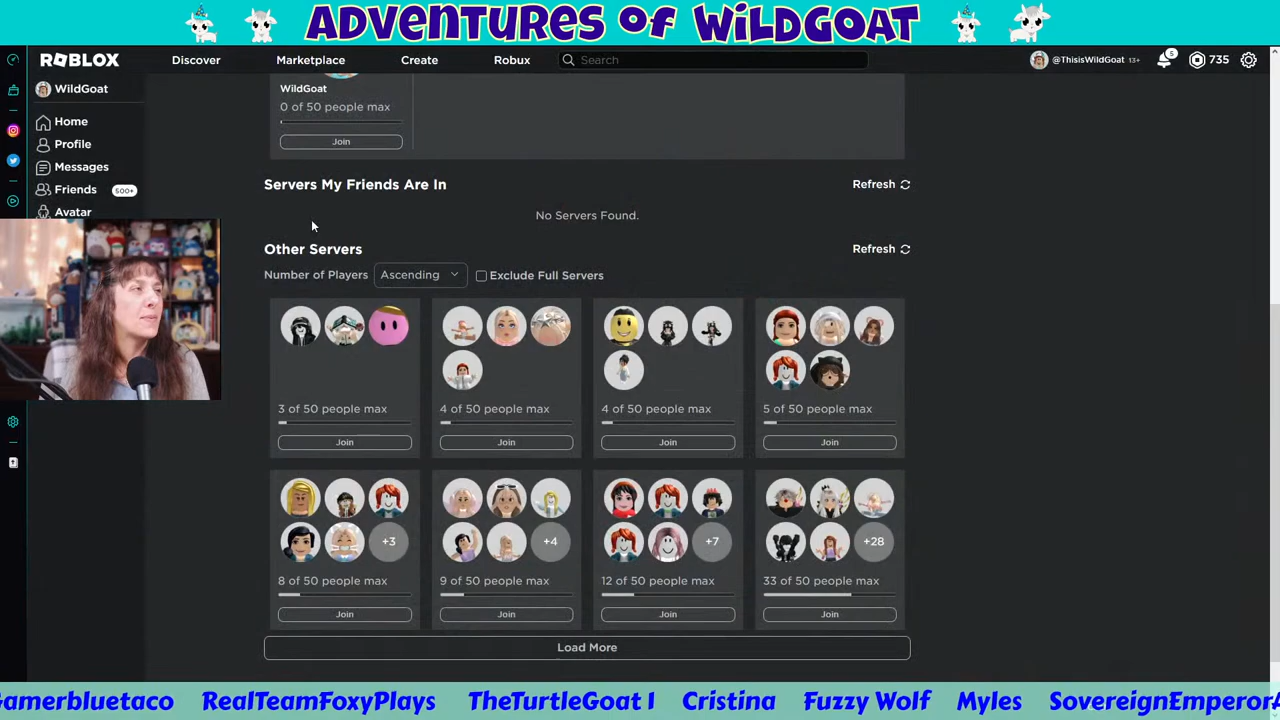 ADVENTURES OF WILDGOAT
ROBLOX
Discover
Marketplace
Create
Robux
Search
@ThisisWildGoat 13+
5
735
WildGoat
Home
Profile
Messages
Friends
500+
Avatar
WildGoat
0 of 50 people max
Join
Servers My Friends Are In
Refresh
No Servers Found.
Other Servers
Refresh
Number of Players
Ascending
Exclude Full Servers
3 of 50 people max
4 of 50 people max
4 of 50 people max
5 of 50 people max
Join
Join
Join
Join
+3
+4
+7
+28
8 of 50 people max
9 of 50 people max
12 of 50 people max
33 of 50 people max
Join
Join
Join
Join
Load More
Gamerbluetaco RealTeamFoxyPlays TheTurtleGoat 1 Cristina Fuzzy Wolf Myles SovereignEmperor